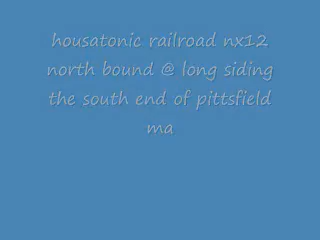 housatonic railroad nx12
north bound @ long siding
the south end of pittsfield
ma